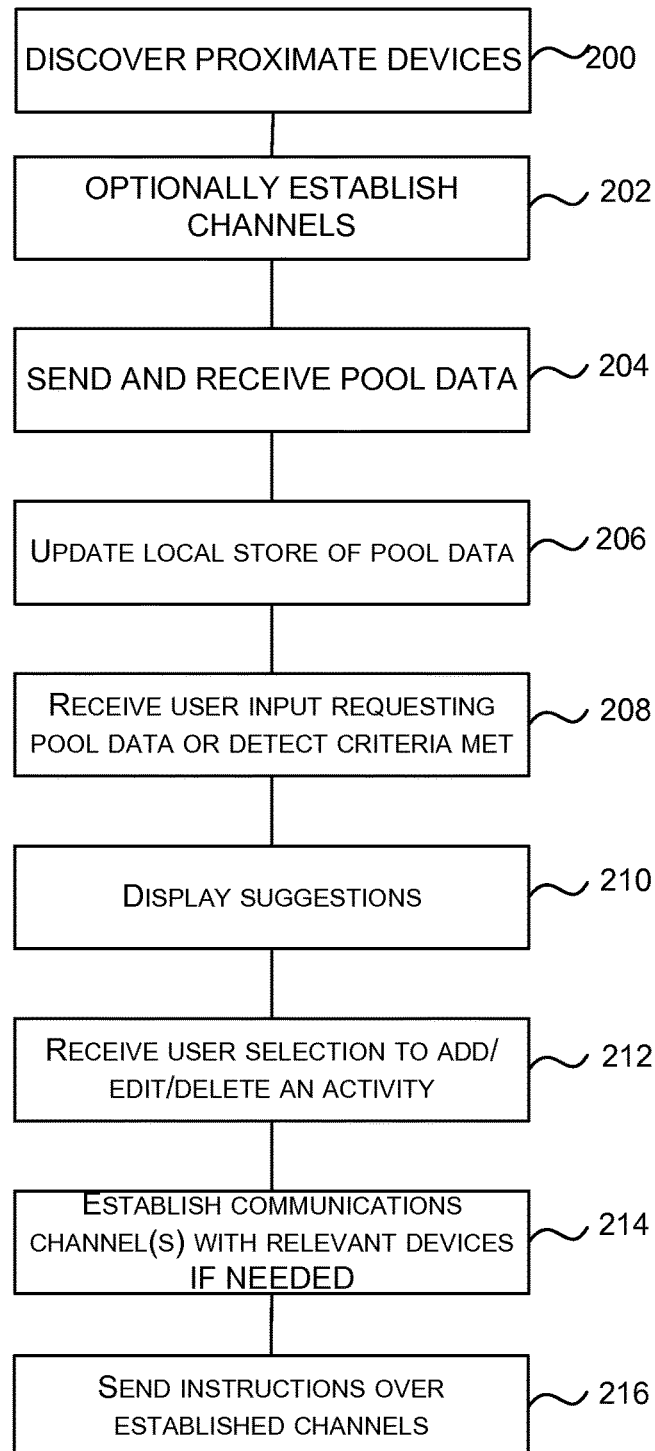 DISCOVER PROXIMATE DEVICES
200
OPTIONALLY ESTABLISH
CHANNELS
202
SEND AND RECEIVE POOL DATA
204
UPDATE LOCAL STORE OF POOL DATA
206
RECEIVE USER INPUT REQUESTING
POOL DATA OR DETECT CRITERIA MET
208
DISPLAY SUGGESTIONS
210
RECEIVE USER SELECTION TO ADD/
EDIT/DELETE AN ACTIVITY
212
ESTABLISH COMMUNICATIONS
CHANNEL(S) WITH RELEVANT DEVICES
IF NEEDED
214
SEND INSTRUCTIONS OVER
ESTABLISHED CHANNELS
216